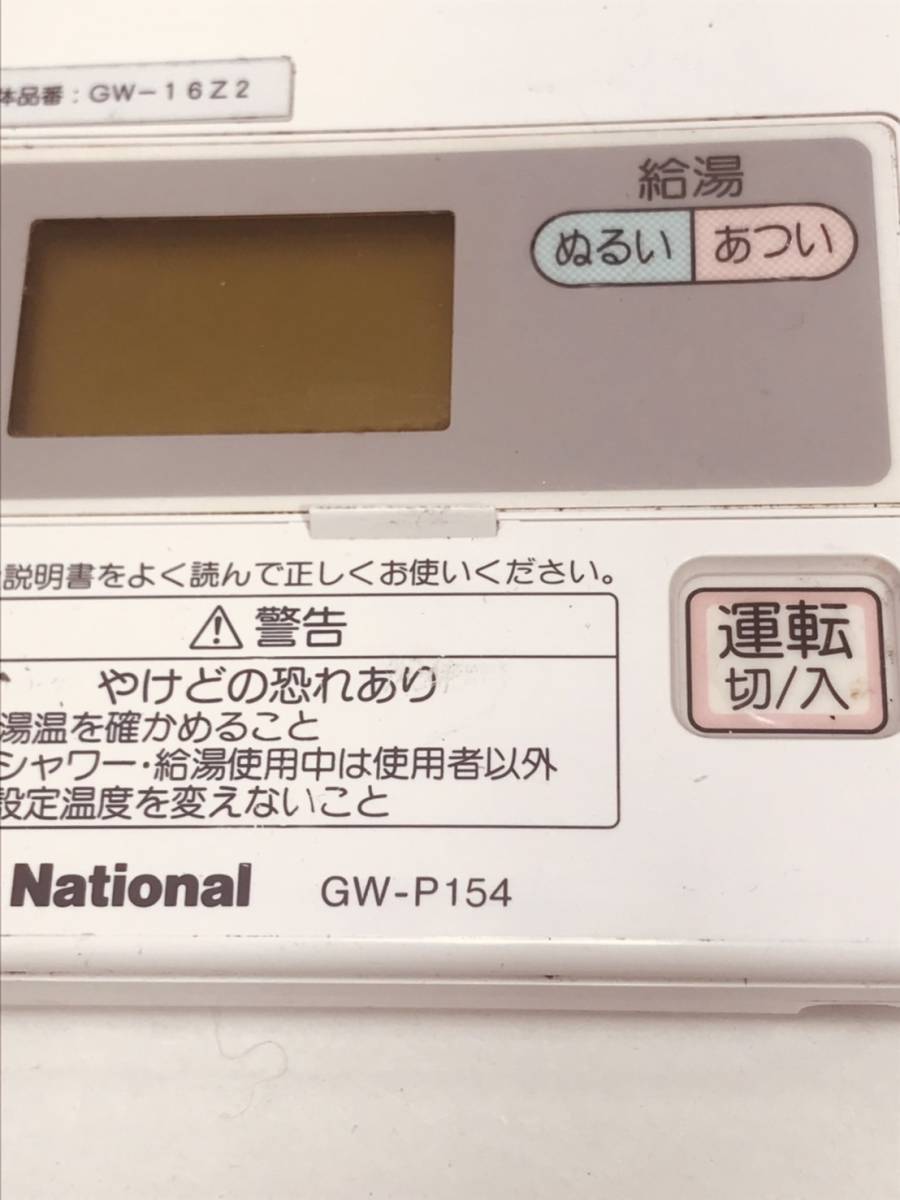 体品番：GW－16Z2
給湯
ぬるい あつい
説明書をよく読んで正しくお使いください。
⚠警告
やけどの恐れあり
湯温を確かめること
シャワー・給湯使用中は使用者以外
設定温度を変えないこと
運転
切/入
National GW-P154